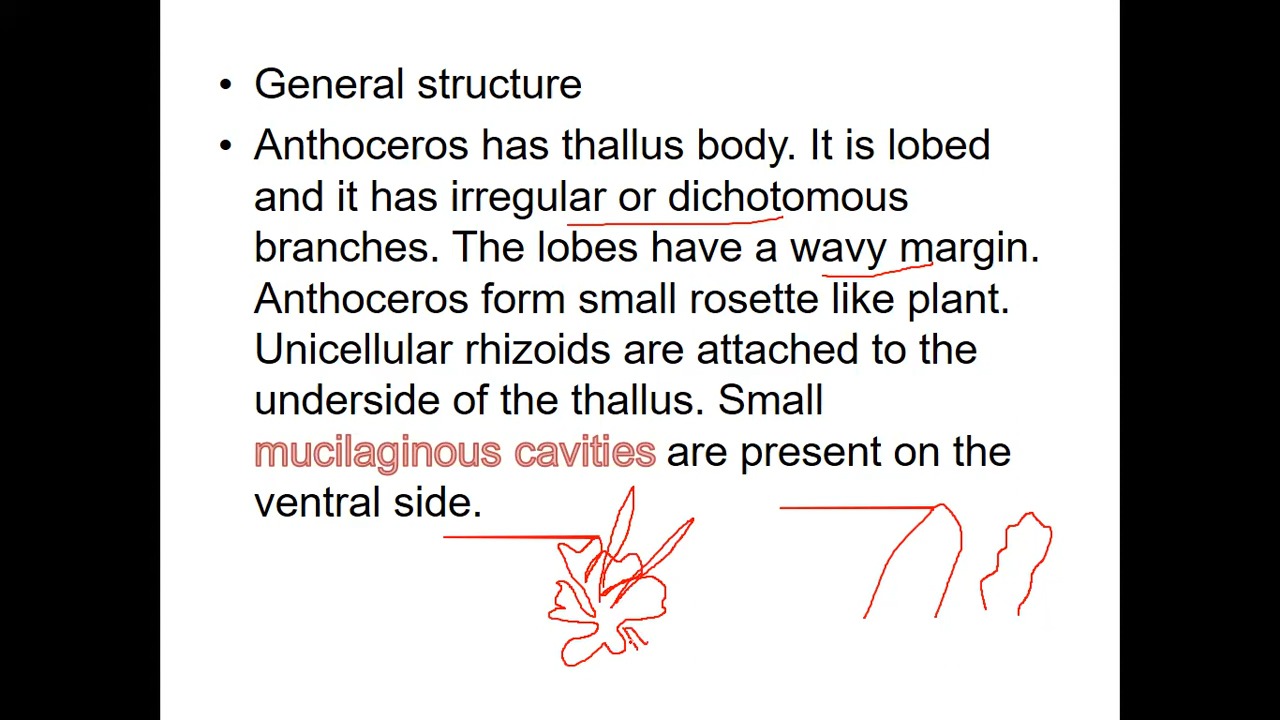 • General structure
• Anthoceros has thallus body. It is lobed
and it has irregular or dichotomous
branches. The lobes have a wavy margin.
Anthoceros form small rosette like plant.
Unicellular rhizoids are attached to the
underside of the thallus. Small
mucilaginous cavities are present on the
ventral side.